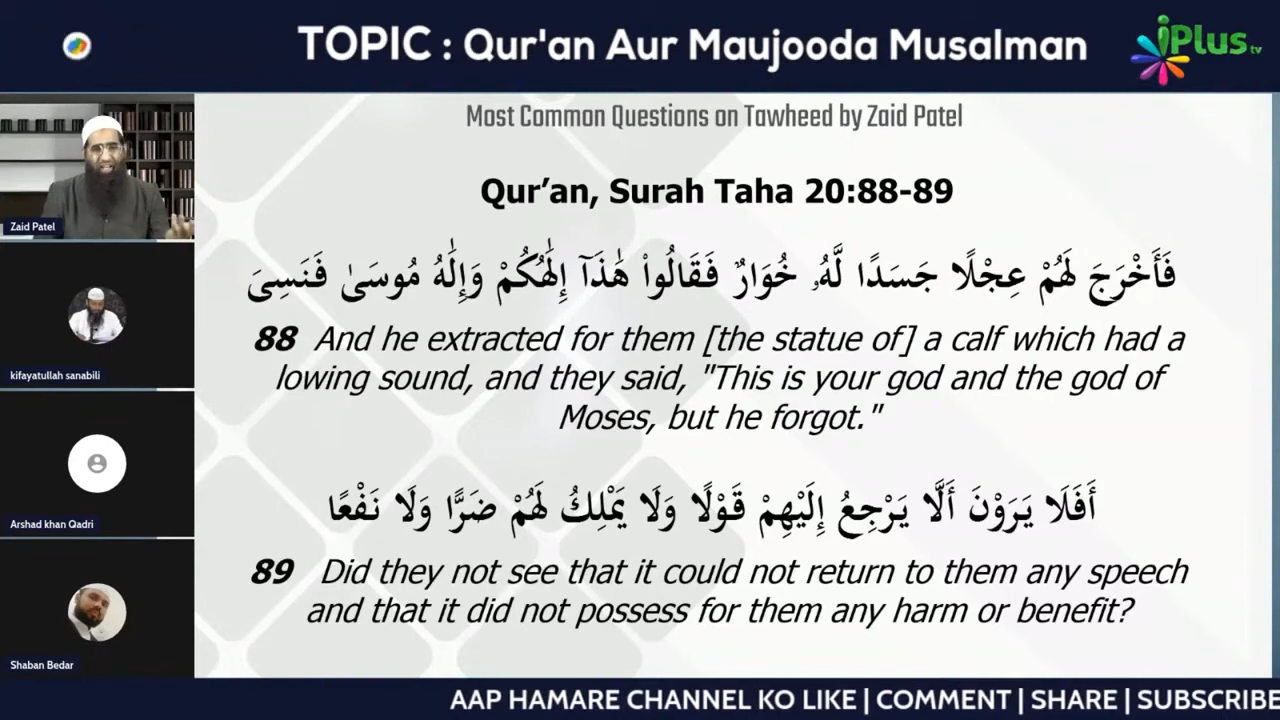 TOPIC : Qur'an Aur Maujooda Musalman
iPlus tv
Most Common Questions on Tawheed by Zaid Patel
Qur’an, Surah Taha 20:88-89
فَأَخْرَجَ لَهُمْ عِجْلًا جَسَدًا لَّهُۥ خُوَارٌ فَقَالُوا۟ هَٰذَآ إِلَٰهُكُمْ وَإِلَٰهُ مُوسَىٰ فَنَسِىَ
88 And he extracted for them [the statue of] a calf which had a
lowing sound, and they said, "This is your god and the god of
Moses, but he forgot."
أَفَلَا يَرَوْنَ أَلَّا يَرْجِعُ إِلَيْهِمْ قَوْلًا وَلَا يَمْلِكُ لَهُمْ ضَرًّا وَلَا نَفْعًا
89 Did they not see that it could not return to them any speech
and that it did not possess for them any harm or benefit?
Zaid Patel
kifayatullah sanabili
Arshad khan Qadri
Shaban Bedar
AAP HAMARE CHANNEL KO LIKE | COMMENT | SHARE | SUBSCRIBE